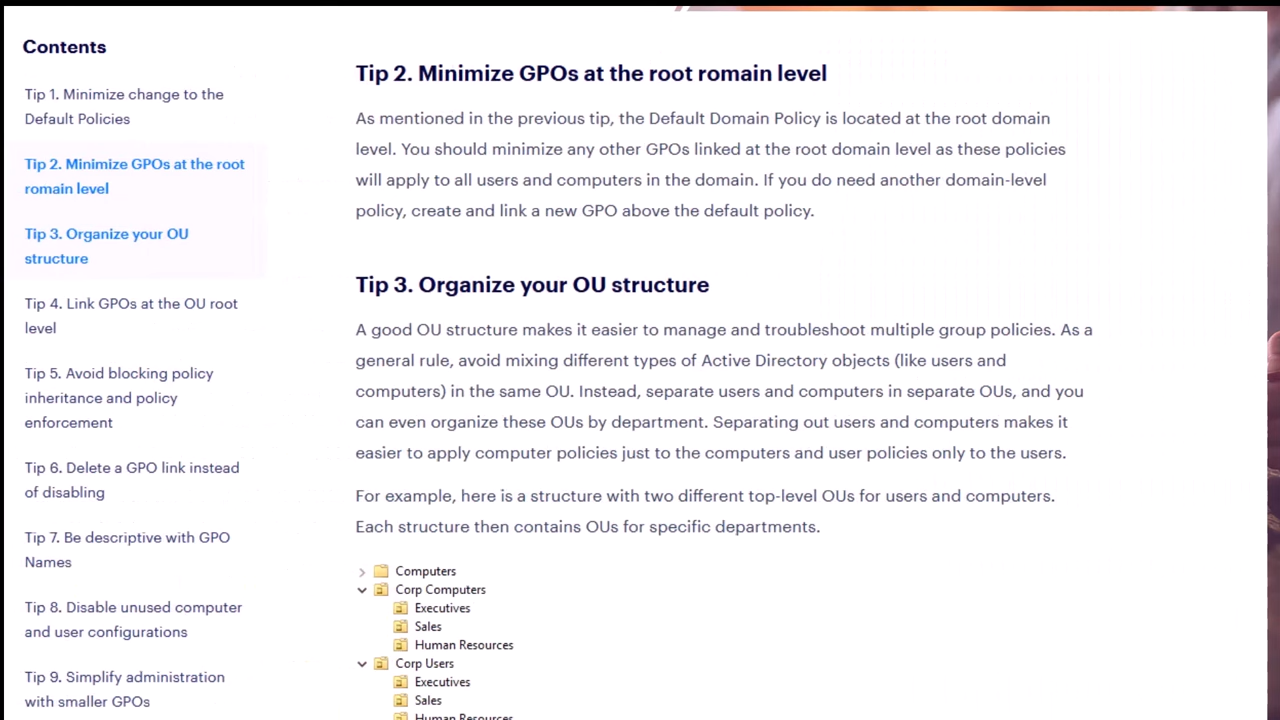 Contents
Tip 1. Minimize change to the
Default Policies
Tip 2. Minimize GPOs at the root
romain level
Tip 3. Organize your OU
structure
Tip 4. Link GPOs at the OU root
level
Tip 5. Avoid blocking policy
inheritance and policy
enforcement
Tip 6. Delete a GPO link instead
of disabling
Tip 7. Be descriptive with GPO
Names
Tip 8. Disable unused computer
and user configurations
Tip 9. Simplify administration
with smaller GPOs
Tip 2. Minimize GPOs at the root romain level
As mentioned in the previous tip, the Default Domain Policy is located at the root domain
level. You should minimize any other GPOs linked at the root domain level as these policies
will apply to all users and computers in the domain. If you do need another domain-level
policy, create and link a new GPO above the default policy.
Tip 3. Organize your OU structure
A good OU structure makes it easier to manage and troubleshoot multiple group policies. As a
general rule, avoid mixing different types of Active Directory objects (like users and
computers) in the same OU. Instead, separate users and computers in separate OUs, and you
can even organize these OUs by department. Separating out users and computers makes it
easier to apply computer policies just to the computers and user policies only to the users.
For example, here is a structure with two different top-level OUs for users and computers.
Each structure then contains OUs for specific departments.
Computers
Corp Computers
Executives
Sales
Human Resources
Corp Users
Executives
Sales
Human Resources